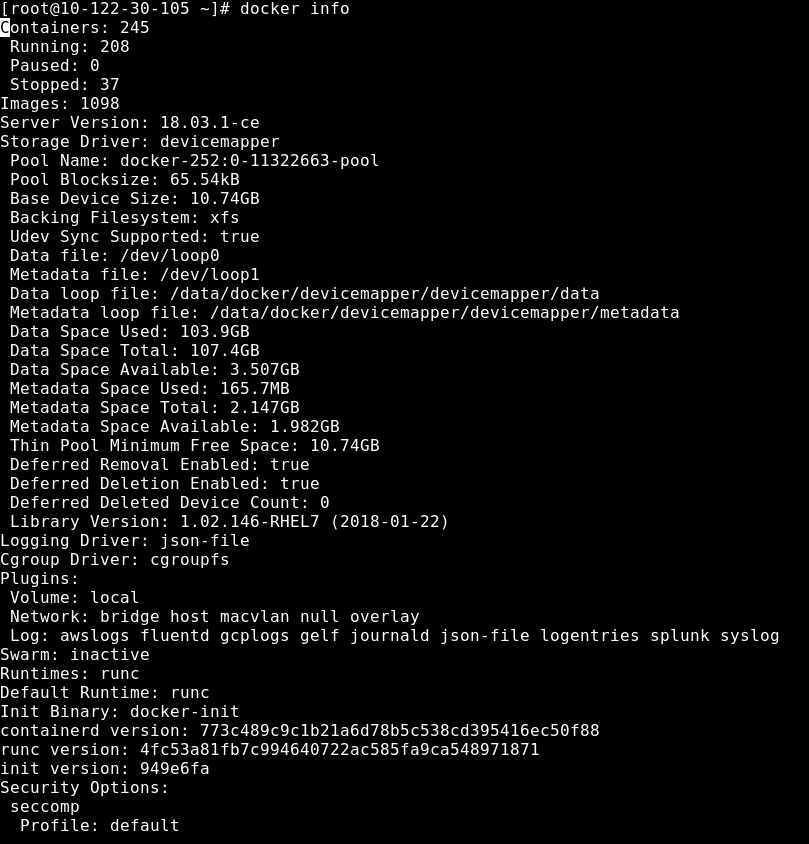 [root@10-122-30-105 ~]# docker info
Containers: 245
 Running: 208
 Paused: 0
 Stopped: 37
Images: 1098
Server Version: 18.03.1-ce
Storage Driver: devicemapper
 Pool Name: docker-252:0-11322663-pool
 Pool Blocksize: 65.54kB
 Base Device Size: 10.74GB
 Backing Filesystem: xfs
 Udev Sync Supported: true
 Data file: /dev/loop0
 Metadata file: /dev/loop1
 Data loop file: /data/docker/devicemapper/devicemapper/data
 Metadata loop file: /data/docker/devicemapper/devicemapper/metadata
 Data Space Used: 103.9GB
 Data Space Total: 107.4GB
 Data Space Available: 3.507GB
 Metadata Space Used: 165.7MB
 Metadata Space Total: 2.147GB
 Metadata Space Available: 1.982GB
 Thin Pool Minimum Free Space: 10.74GB
 Deferred Removal Enabled: true
 Deferred Deletion Enabled: true
 Deferred Deleted Device Count: 0
 Library Version: 1.02.146-RHEL7 (2018-01-22)
Logging Driver: json-file
Cgroup Driver: cgroupfs
Plugins:
 Volume: local
 Network: bridge host macvlan null overlay
 Log: awslogs fluentd gcplogs gelf journald json-file logentries splunk syslog
Swarm: inactive
Runtimes: runc
Default Runtime: runc
Init Binary: docker-init
containerd version: 773c489c9c1b21a6d78b5c538cd395416ec50f88
runc version: 4fc53a81fb7c994640722ac585fa9ca548971871
init version: 949e6fa
Security Options:
 seccomp
  Profile: default